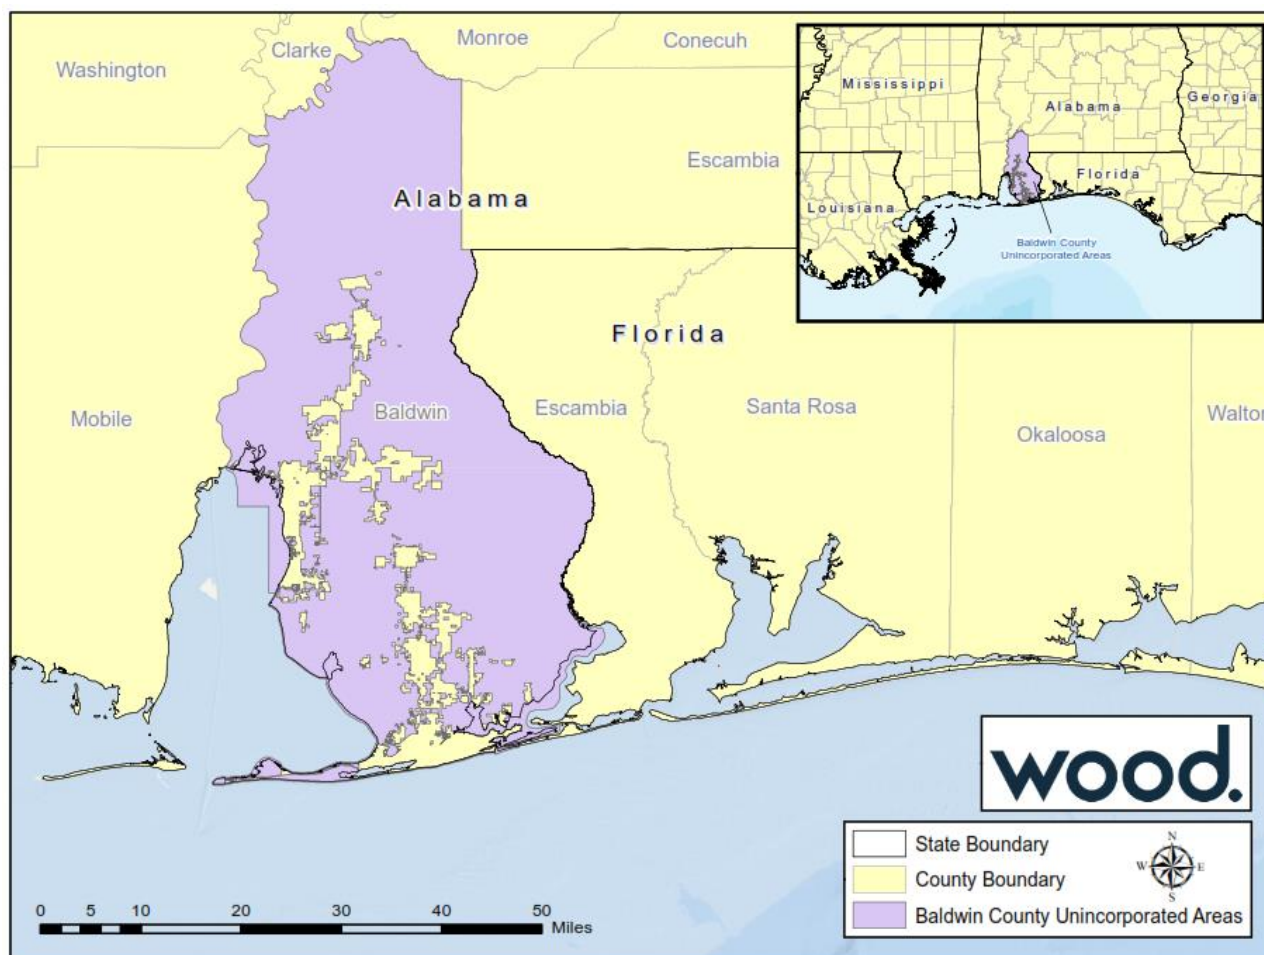 Clarke
Monroe
Conecuh
Washington
Escambia
Alabama
Florida
Mobile
Baldwin
Escambia
Santa Rosa
Okaloosa
Walton
Mississippi
Alabama
Georgia
Florida
Louisiana
Baldwin County
Unincorporated Areas
wood.
State Boundary
County Boundary
Baldwin County Unincorporated Areas
N
W
E
S
0 5 10 20 30 40 50
Miles